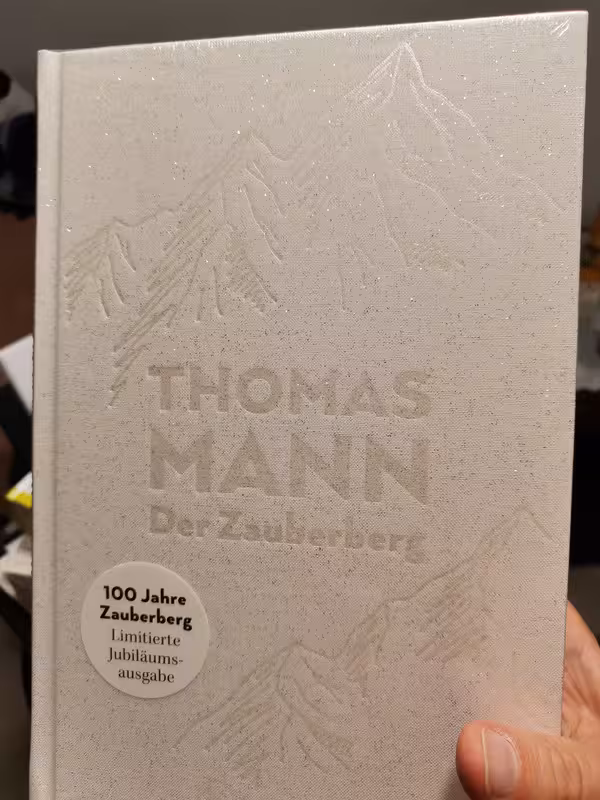 THOMAS
MANN
Der Zauberberg
100 Jahre
Zauberberg
Limitierte
Jubiläums-
ausgabe